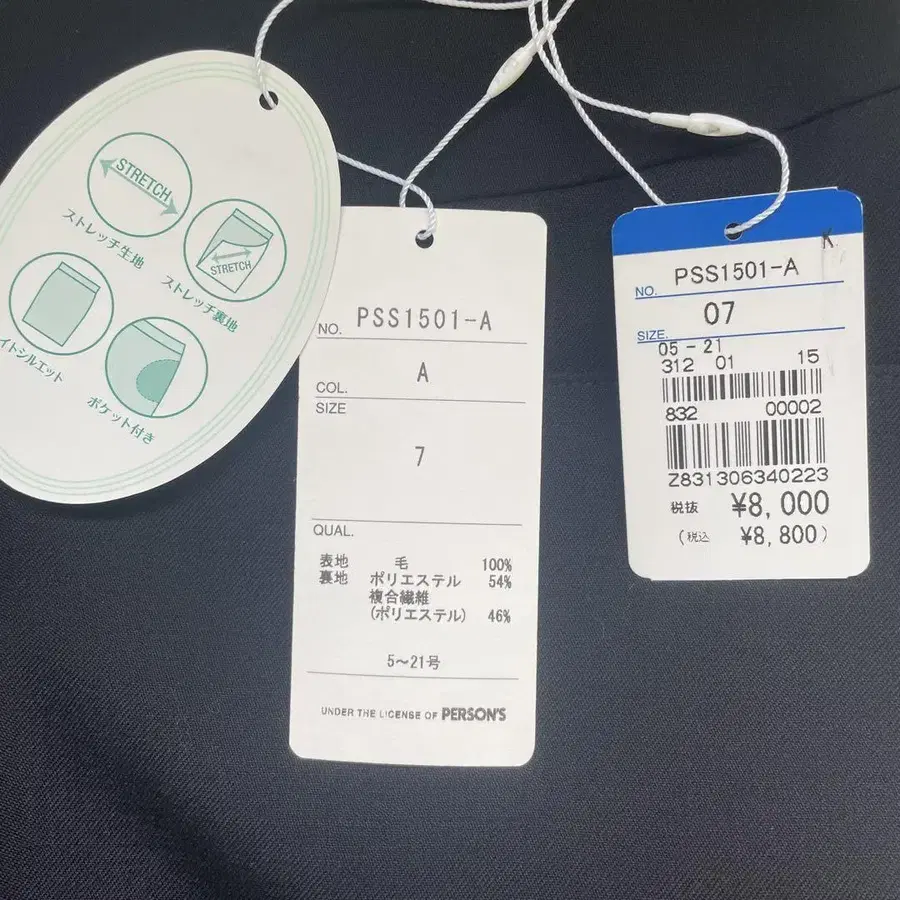 STRETCH
ストレッチ生地
STRETCH
ストレッチ裏地
イトシルエット
ポケット付き
NO. PSS1501-A
COL. A
SIZE
7
QUAL.
表地 毛 100%
裏地 ポリエステル 54%
複合繊維
(ポリエステル) 46%
5～21号
UNDER THE LICENSE OF PERSON'S
K
NO. PSS1501-A
SIZE. 07
05-21
312 01 15
832 00002
Z831306340223
税抜 ¥8,000
(税込 ¥8,800)